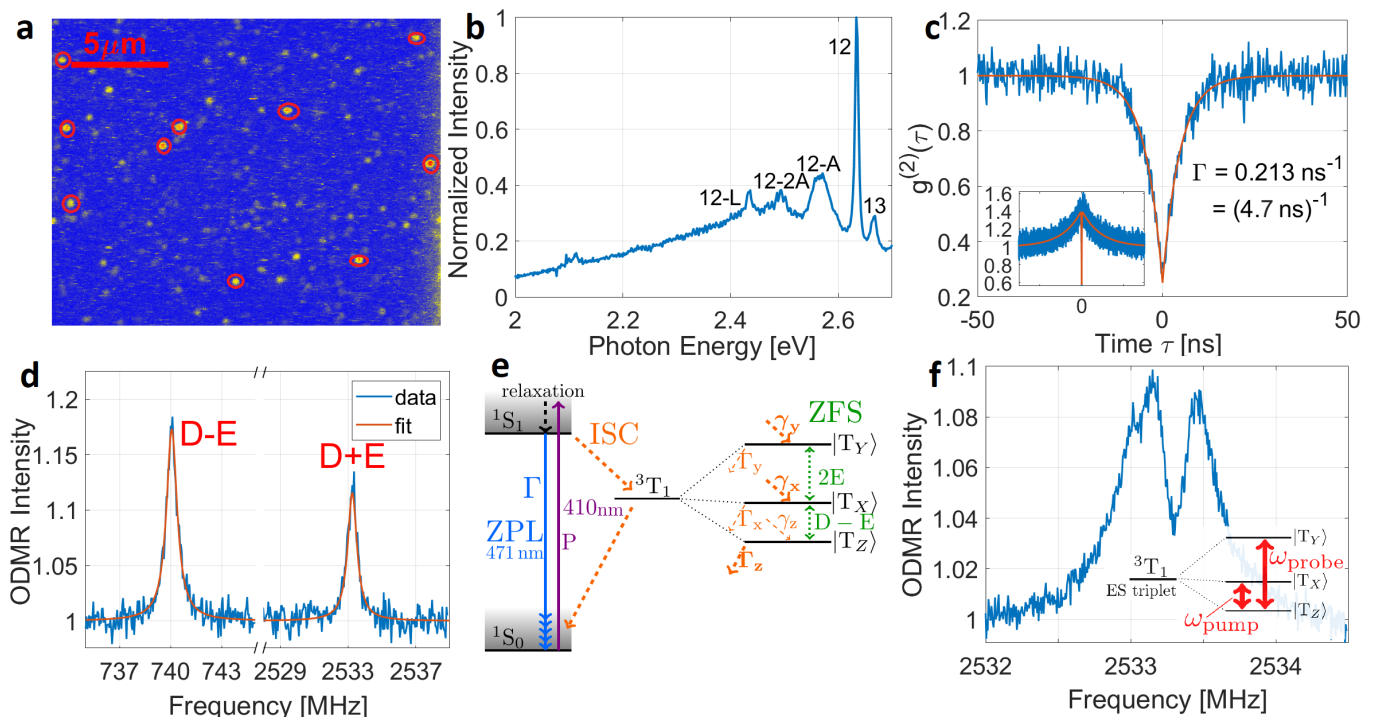 a
5μm
b
Normalized Intensity
1
0.8
0.6
0.4
0.2
0
12
12-A
12-2A
12-L
13
2
2.2
2.4
2.6
Photon Energy [eV]
c
g(2)(τ)
1.2
1
0.8
0.6
0.4
0.2
Γ = 0.213 ns-1
= (4.7 ns)-1
1.6
1.4
1.2
1
0.8
0.6
0
-50
0
50
Time τ [ns]
d
ODMR Intensity
1.2
1.15
1.1
1.05
1
data
fit
D-E
D+E
737
740
743
2529
2533
2537
Frequency [MHz]
e
relaxation
1S1
ISC
Γ
ZPL
471 nm
410nm
P
1S0
3T1
γy
ZFS
|TY⟩
Γy
2E
γx
|TX⟩
Γx
γz
D − E
|TZ⟩
Γz
f
ODMR Intensity
1.1
1.08
1.06
1.04
1.02
1
3T1
ES triplet
|TY⟩
ωprobe
|TX⟩
|TZ⟩
ωpump
2532
2533
2534
Frequency [MHz]